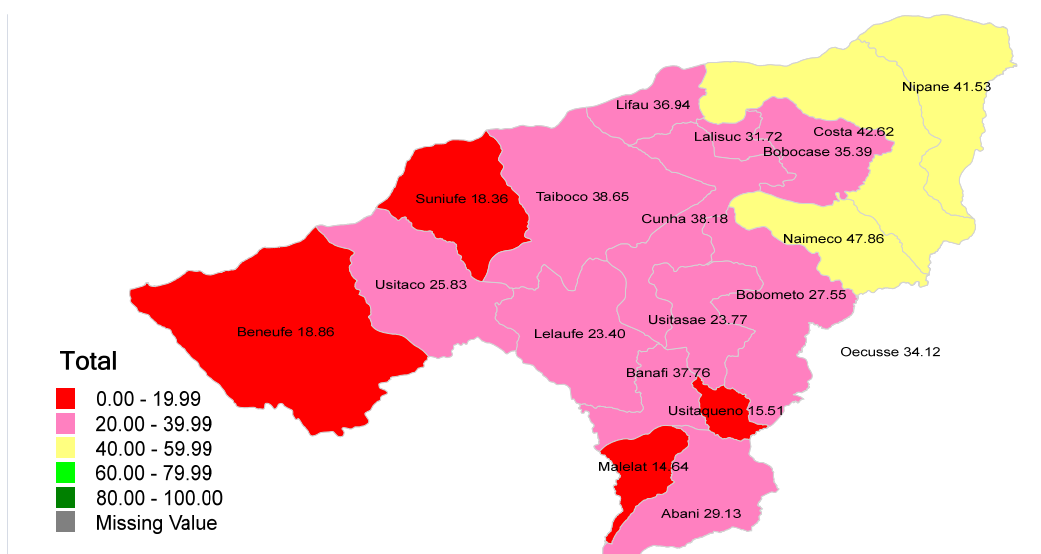 Nipane 41.53
Lifau 36.94
Costa 42.62
Lalisuc 31.72
Bobocase 35.39
Suniufe 18.36
Taiboco 38.65
Cunha 38.18
Naimeco 47.86
Usitaco 25.83
Bobometo 27.55
Usitasae 23.77
Beneufe 18.86
Lelaufe 23.40
Oecusse 34.12
Banafi 37.76
Usitaqueno 15.51
Malelat 14.64
Abani 29.13
Total
0.00 - 19.99
20.00 - 39.99
40.00 - 59.99
60.00 - 79.99
80.00 - 100.00
Missing Value